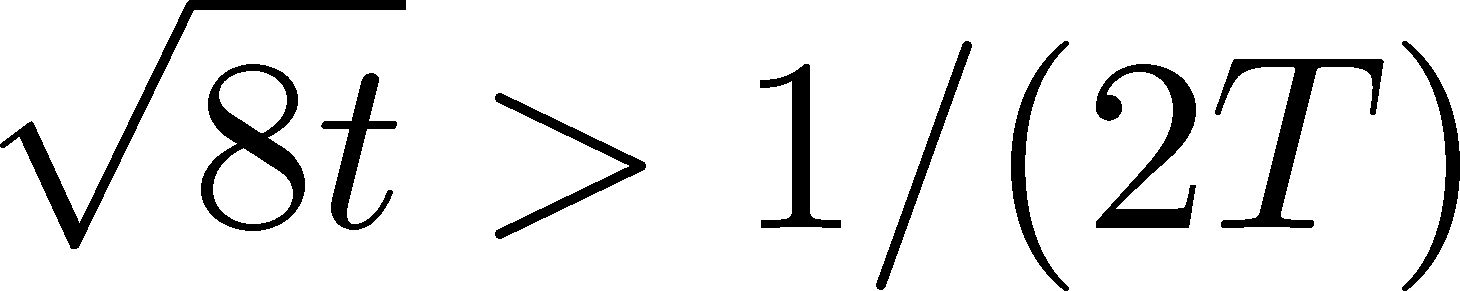 √8t > 1/(2T)